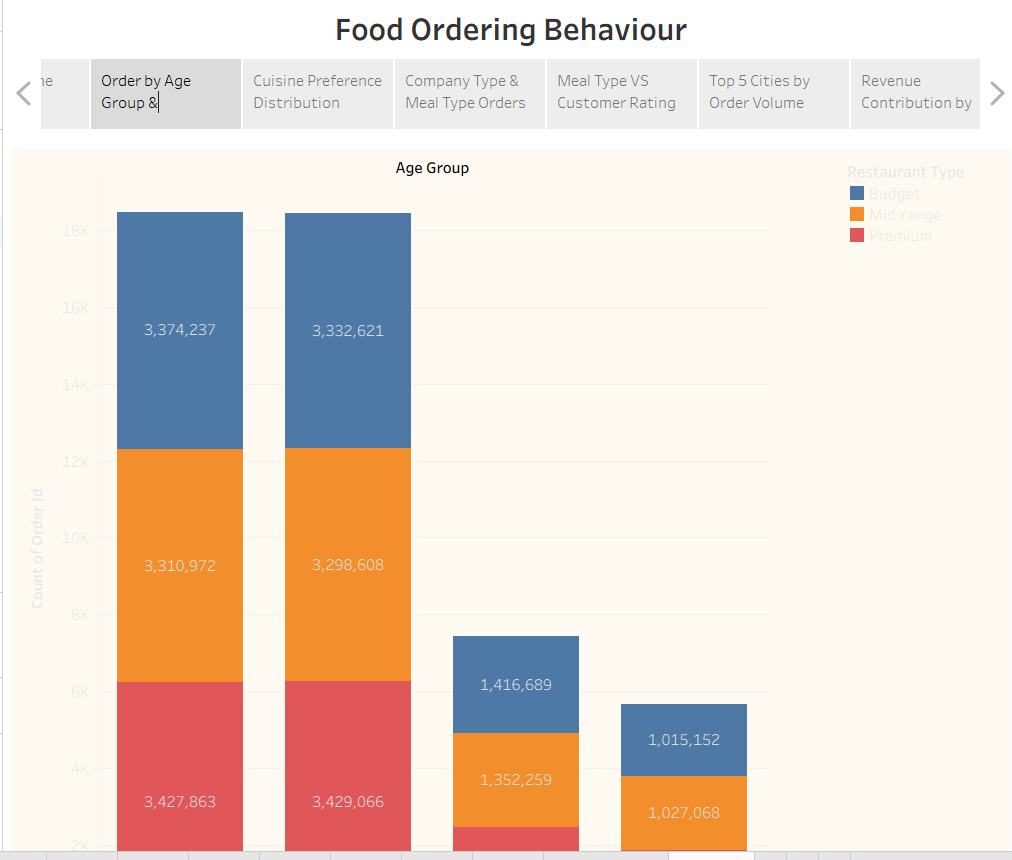 Food Ordering Behaviour
ne
Order by Age
Group &
Cuisine Preference
Distribution
Company Type &
Meal Type Orders
Meal Type VS
Customer Rating
Top 5 Cities by
Order Volume
Revenue
Contribution by
Age Group
Restaurant Type
Budget
Mid-range
Premium
Count of Order Id
18K
16K
14K
12K
10K
8K
6K
4K
2K
3,374,237
3,332,621
3,310,972
3,298,608
1,416,689
1,015,152
1,352,259
1,027,068
3,427,863
3,429,066